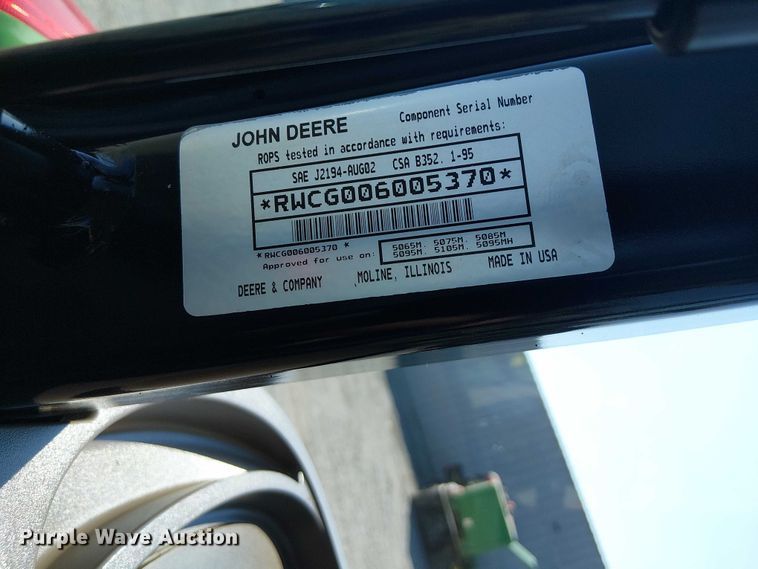 JOHN DEERE
Component Serial Number
ROPS tested in accordance with requirements:
SAE J2194-AUG02 CSA B352. 1-95
*RWCG006005370*
*RWCG006005370 *
Approved for use on:
5065M. 5075M. 5085M
5095M. 5105M. 5095MH
DEERE & COMPANY MOLINE, ILLINOIS MADE IN USA
Purple Wave Auction